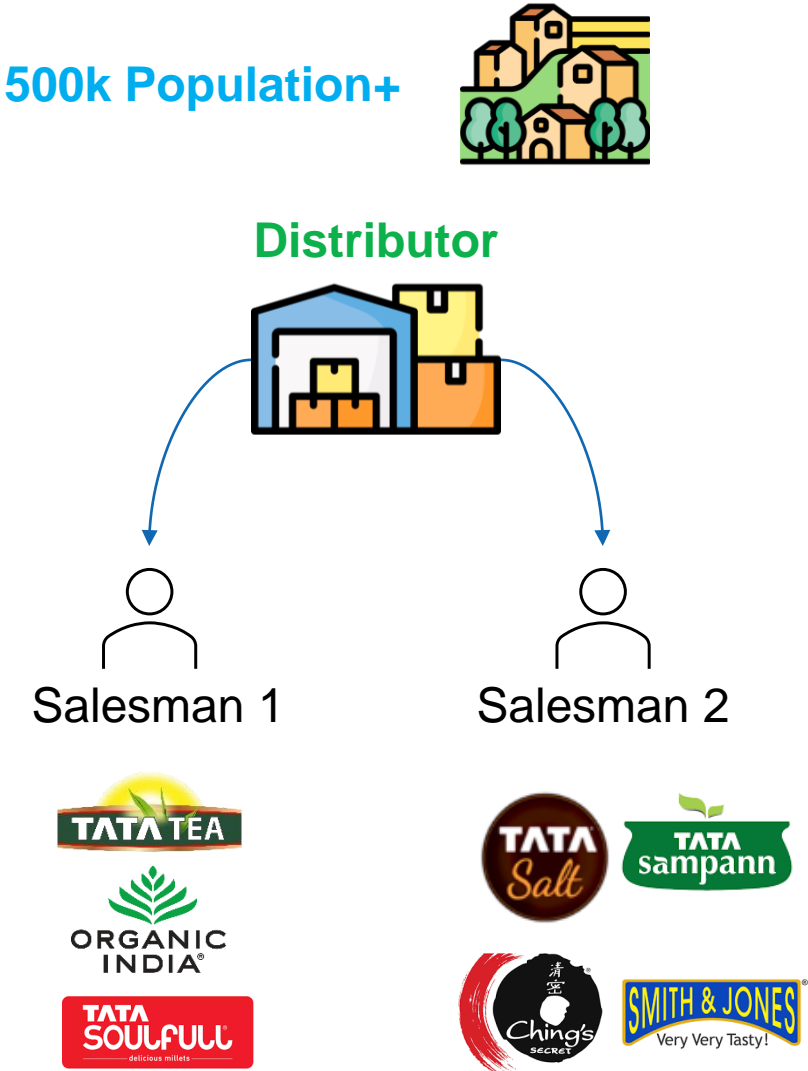 500k Population+
Distributor
Salesman 1
Salesman 2
TATA TEA
ORGANIC
INDIA®
TATA
SOULFULL®
delicious millets
TATA
Salt
TATA
sampann
清
密
®
Ching's
SECRET
SMITH & JONES®
Very Very Tasty!